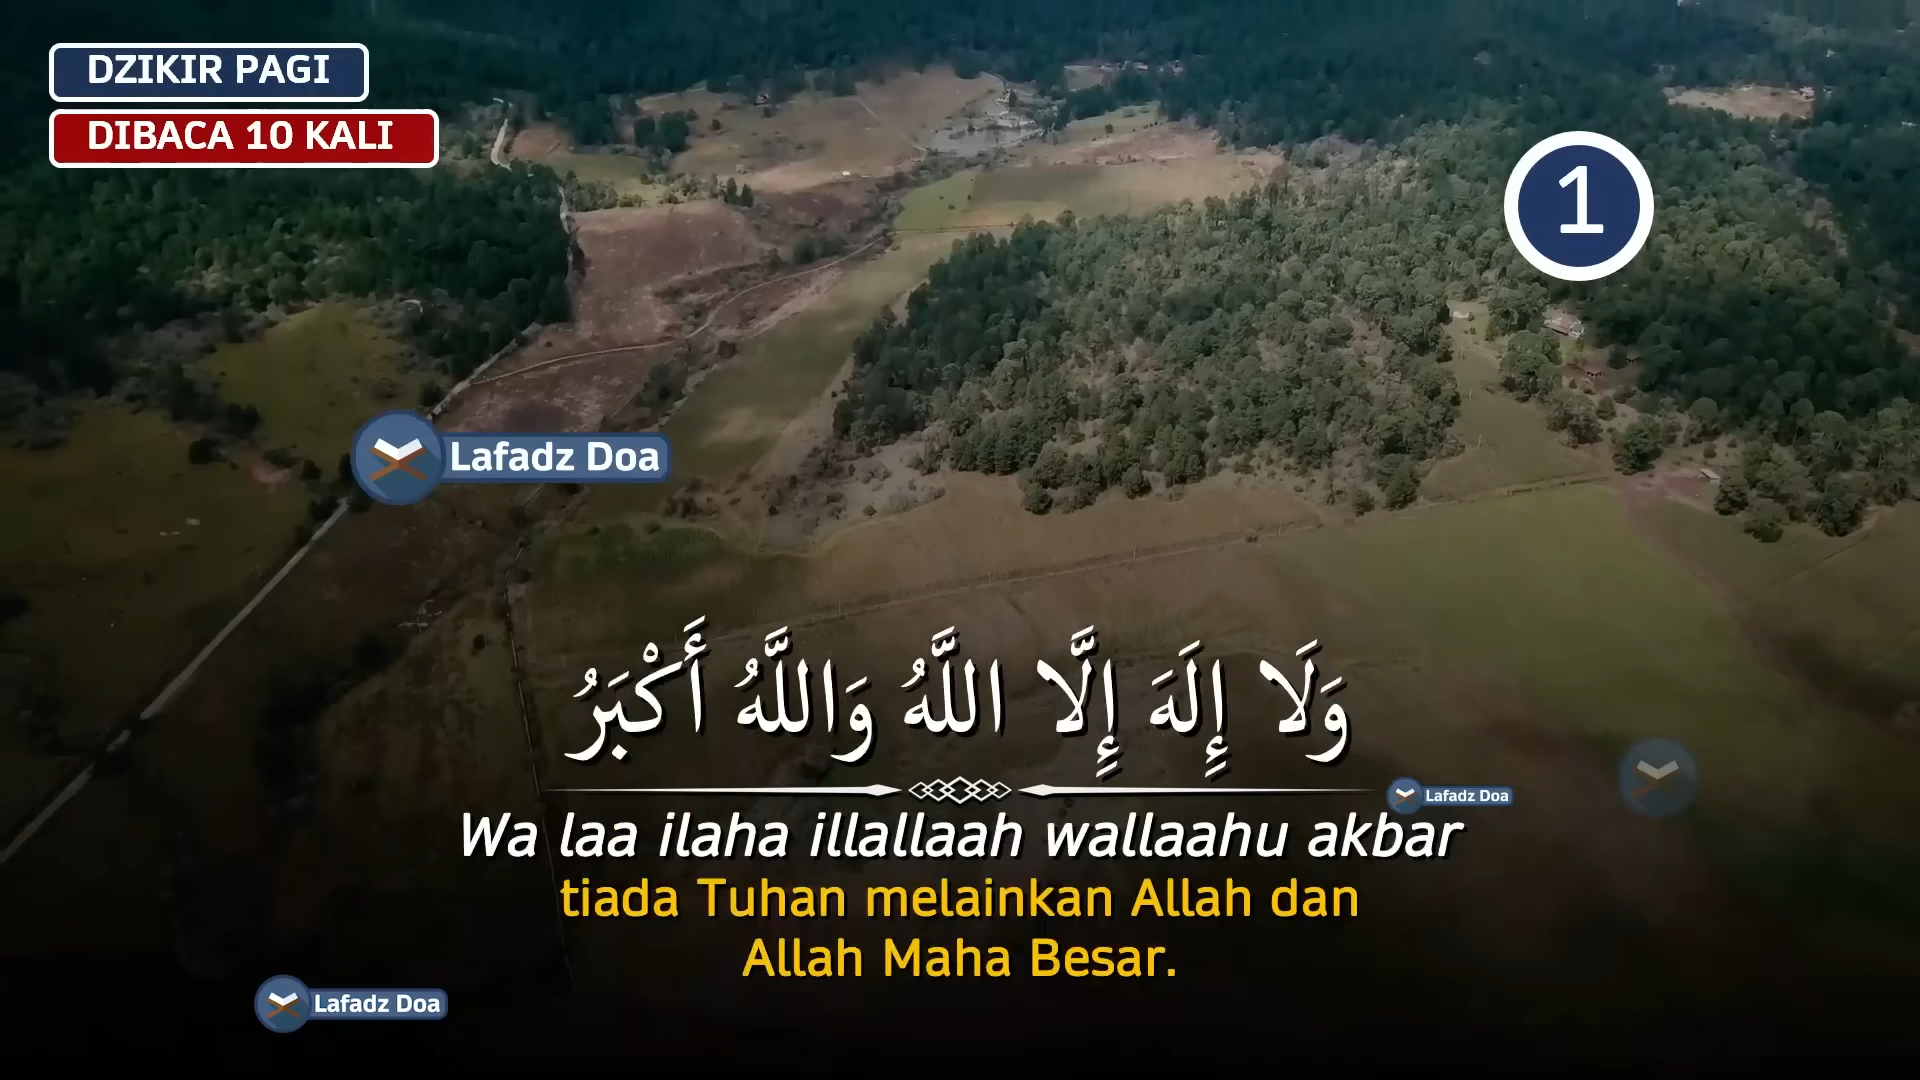 DZIKIR PAGI
DIBACA 10 KALI
1
Lafadz Doa
وَلَا إِلَهَ إِلَّا اللَّهُ وَاللَّهُ أَكْبَرُ
Lafadz Doa
Wa laa ilaha illallaah wallaahu akbar
tiada Tuhan melainkan Allah dan
Allah Maha Besar.
Lafadz Doa